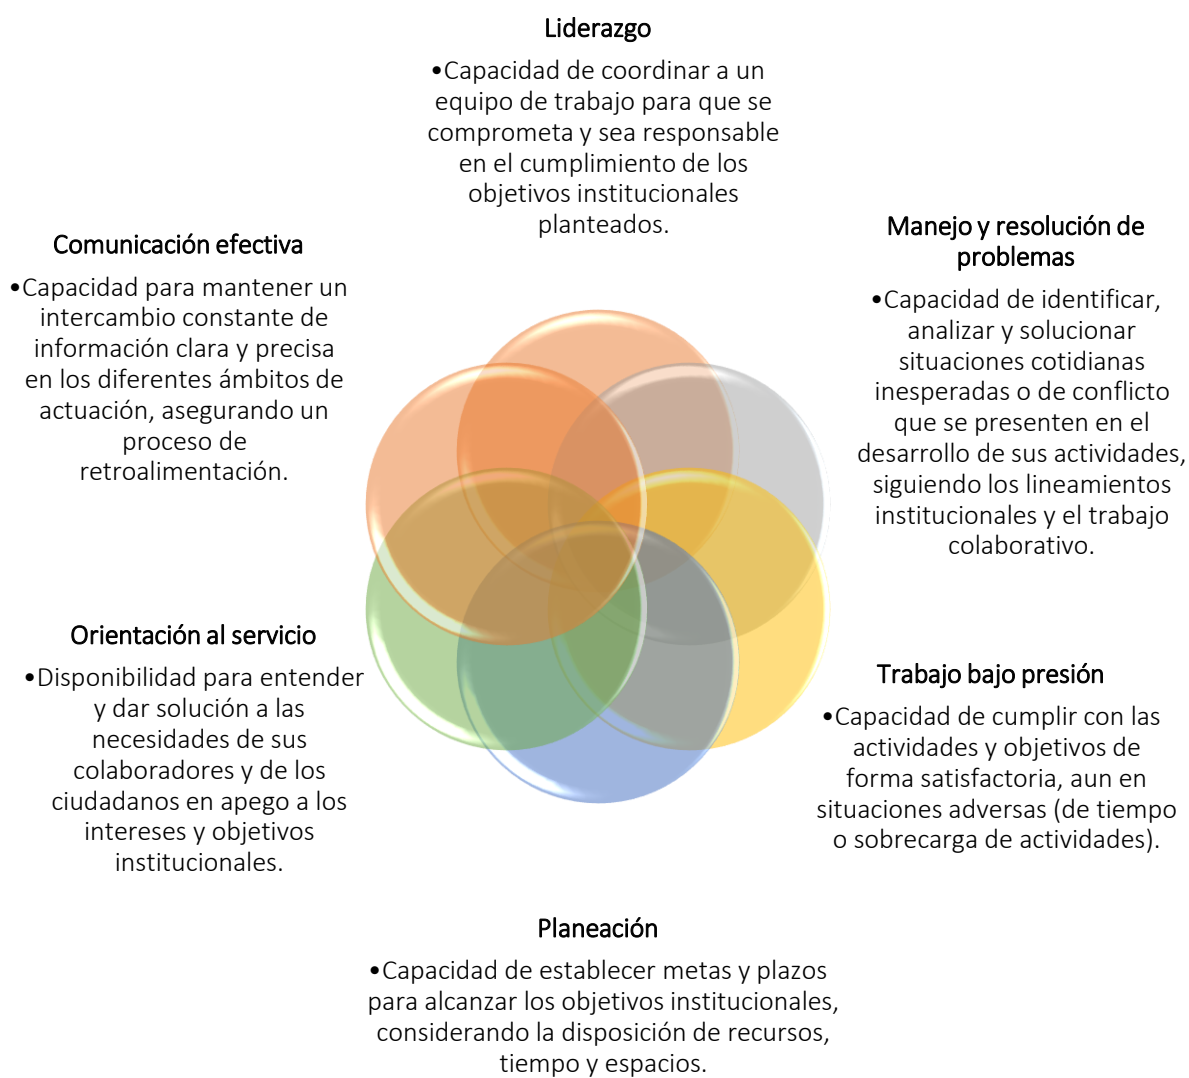 Liderazgo
•Capacidad de coordinar a un
equipo de trabajo para que se
comprometa y sea responsable
en el cumplimiento de los
objetivos institucionales
planteados.
Manejo y resolución de
problemas
•Capacidad de identificar,
analizar y solucionar
situaciones cotidianas
inesperadas o de conflicto
que se presenten en el
desarrollo de sus actividades,
siguiendo los lineamientos
institucionales y el trabajo
colaborativo.
Trabajo bajo presión
•Capacidad de cumplir con las
actividades y objetivos de
forma satisfactoria, aun en
situaciones adversas (de tiempo
o sobrecarga de actividades).
Planeación
•Capacidad de establecer metas y plazos
para alcanzar los objetivos institucionales,
considerando la disposición de recursos,
tiempo y espacios.
Orientación al servicio
•Disponibilidad para entender
y dar solución a las
necesidades de sus
colaboradores y de los
ciudadanos en apego a los
intereses y objetivos
institucionales.
Comunicación efectiva
•Capacidad para mantener un
intercambio constante de
información clara y precisa
en los diferentes ámbitos de
actuación, asegurando un
proceso de
retroalimentación.